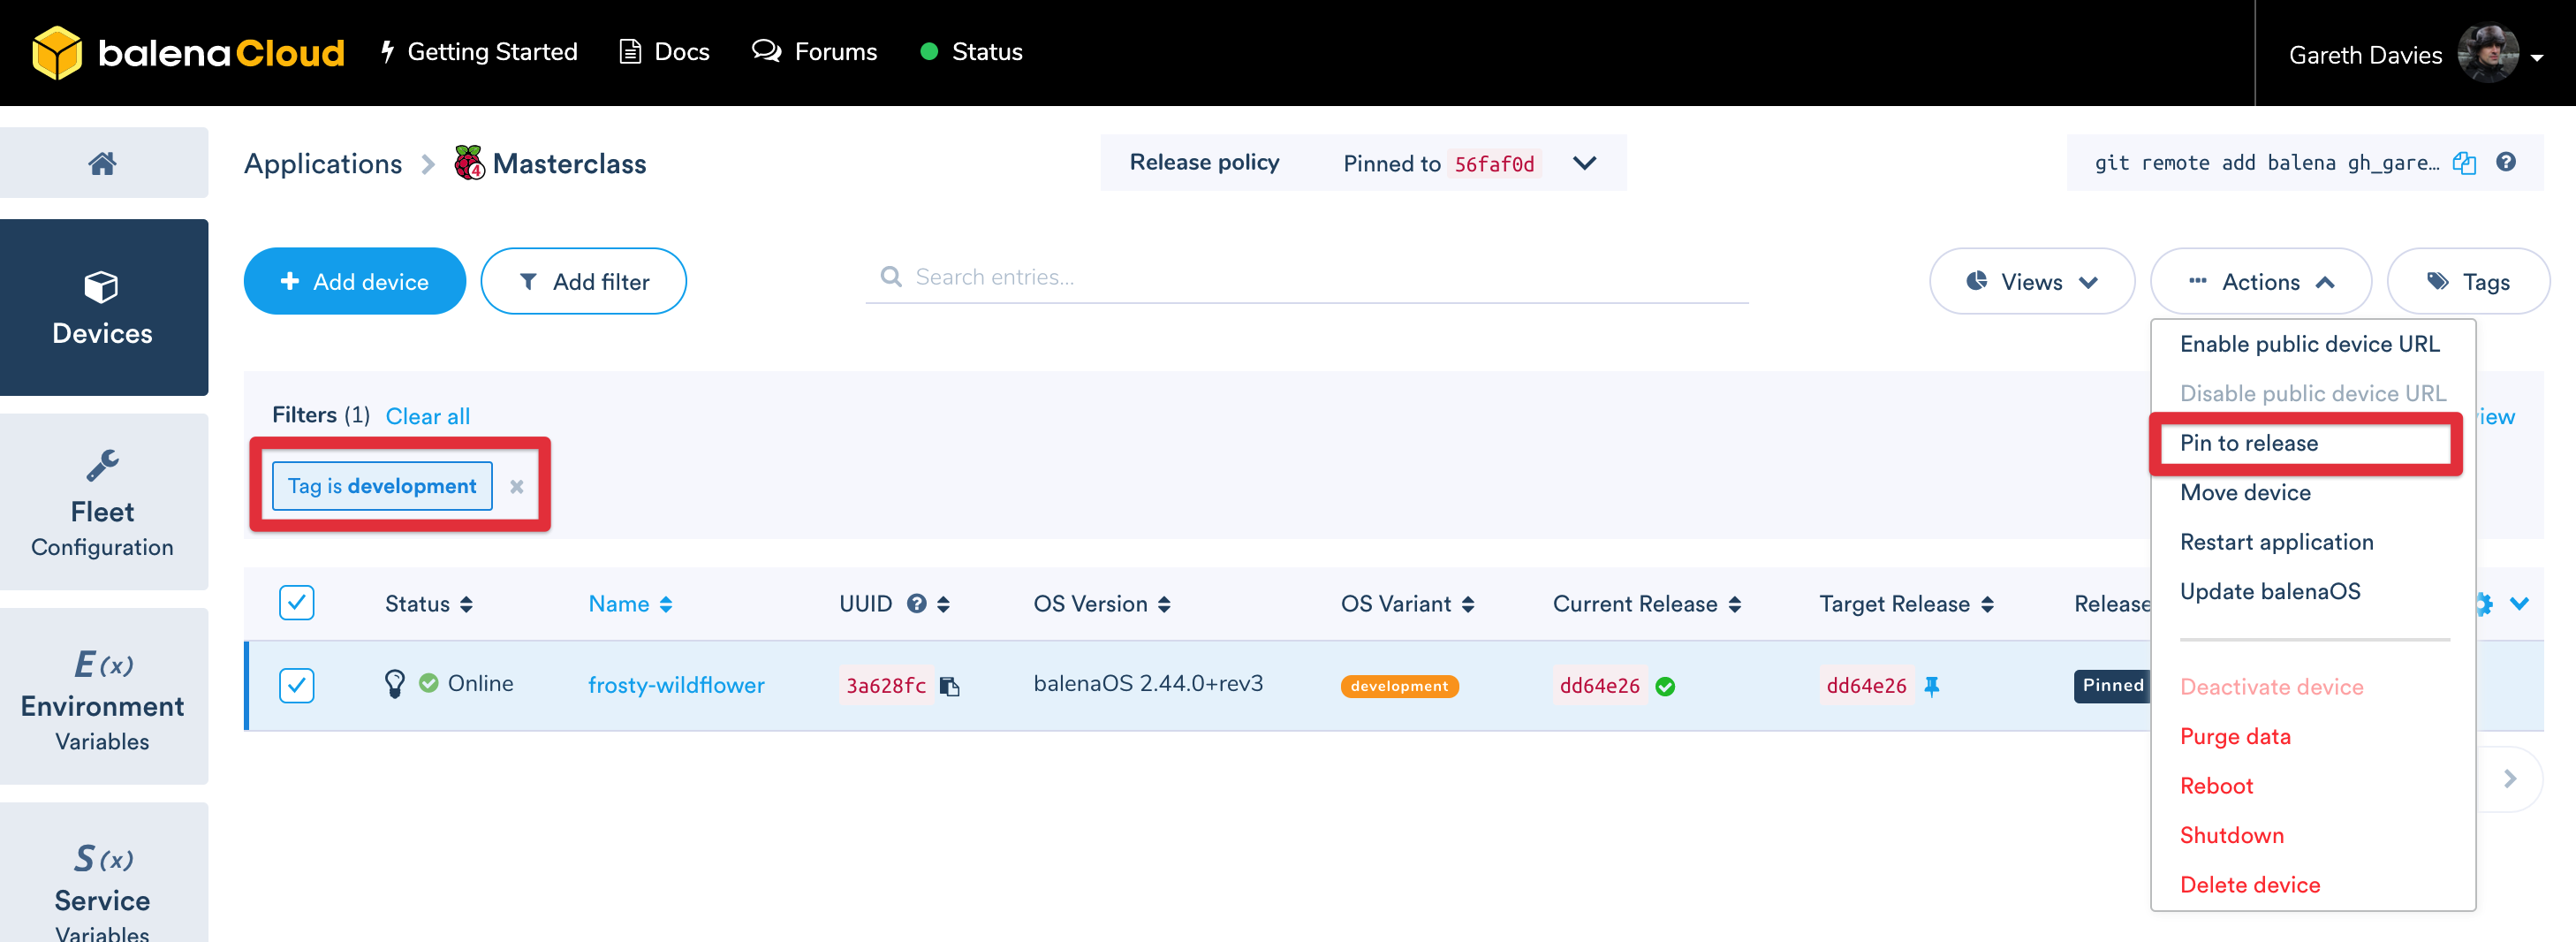 balenaCloud Getting Started Docs Forums Status Gareth Davies
Applications Masterclass Release policy Pinned to 56faf0d git remote add balena gh_gare...
Add device Add filter Search entries... Views Actions Tags
Devices
Enable public device URL
Disable public device URL
Filters (1) Clear all
Pin to release
Tag is development
Move device
Fleet
Configuration
Restart application
Update balenaOS
Status Name UUID OS Version OS Variant Current Release Target Release Release
Online frosty-wildflower 3a628fc balenaOS 2.44.0+rev3 development dd64e26 dd64e26 Pinned
E(x)
Environment
Variables
Deactivate device
Purge data
Reboot
Shutdown
Delete device
S(x)
Service
Variables